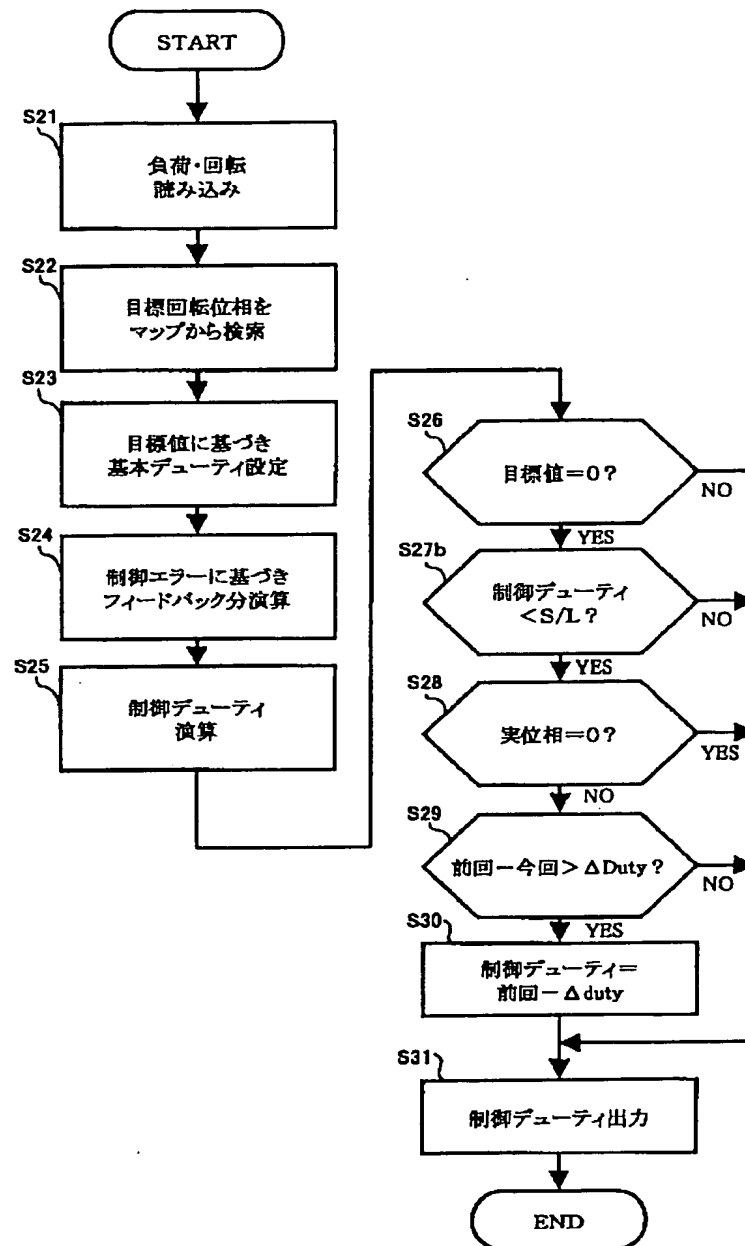 START
S21
負荷・回転
読み込み
S22
目標回転位相を
マップから検索
S23
目標値に基づき
基本デューティ設定
S24
制御エラーに基づき
フィードバック分演算
S25
制御デューティ
演算
S26
目標値=0?
NO
YES
S27b
制御デューティ
<S/L?
NO
YES
S28
実位相=0?
YES
NO
S29
前回-今回>ΔDuty?
NO
YES
S30
制御デューティ=
前回-Δduty
S31
制御デューティ出力
END